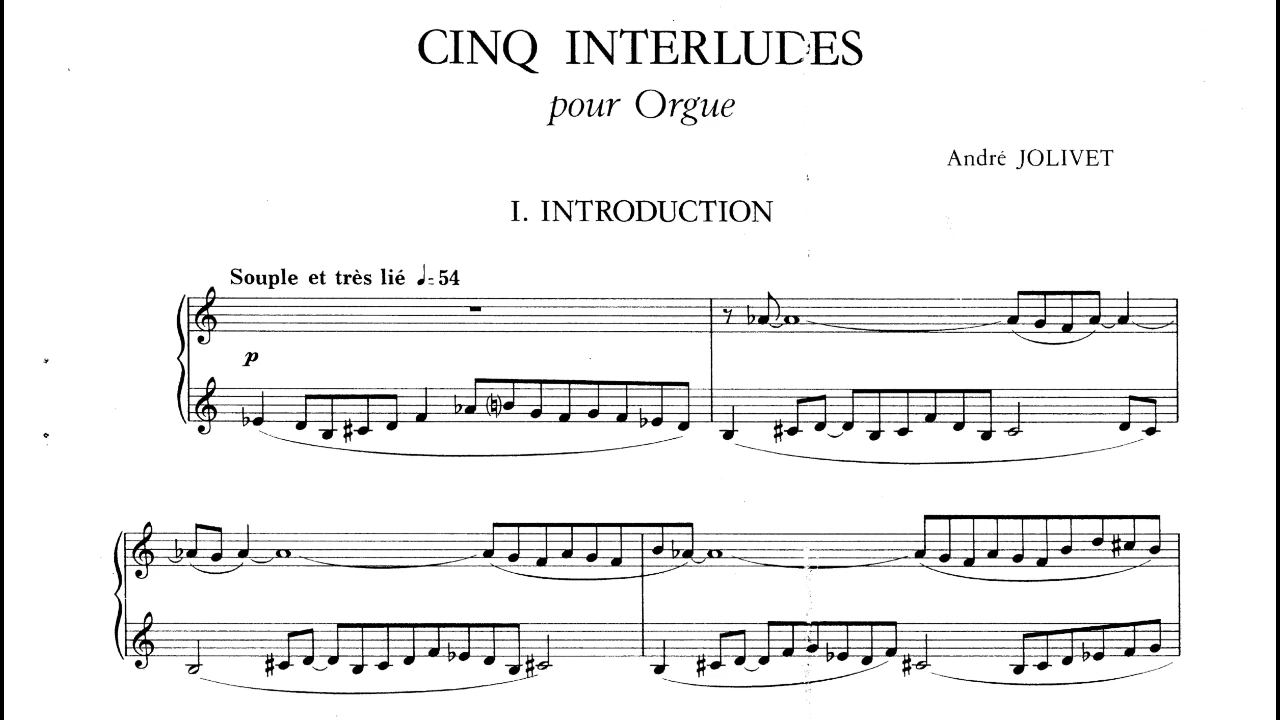 CINQ INTERLUDES
pour Orgue
André JOLIVET
I. INTRODUCTION
Souple et très lié ♩=54
p